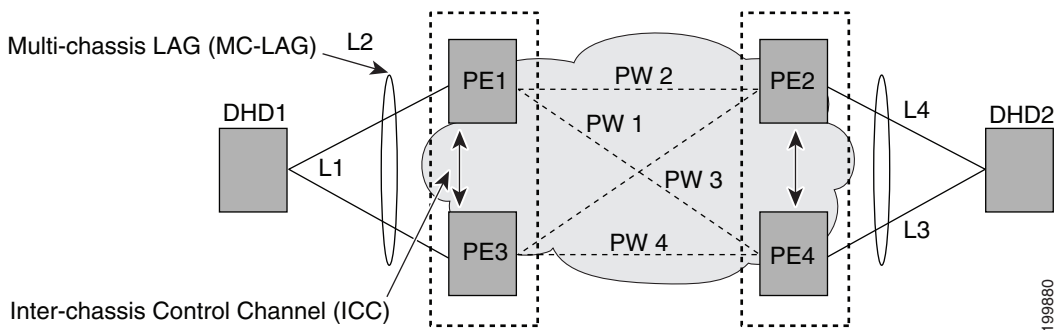 Multi-chassis LAG (MC-LAG)
L2
PE1
PW 2
PE2
DHD1
PW 1
L4
DHD2
L1
PW 3
PE3
PW 4
PE4
L3
Inter-chassis Control Channel (ICC)
199880